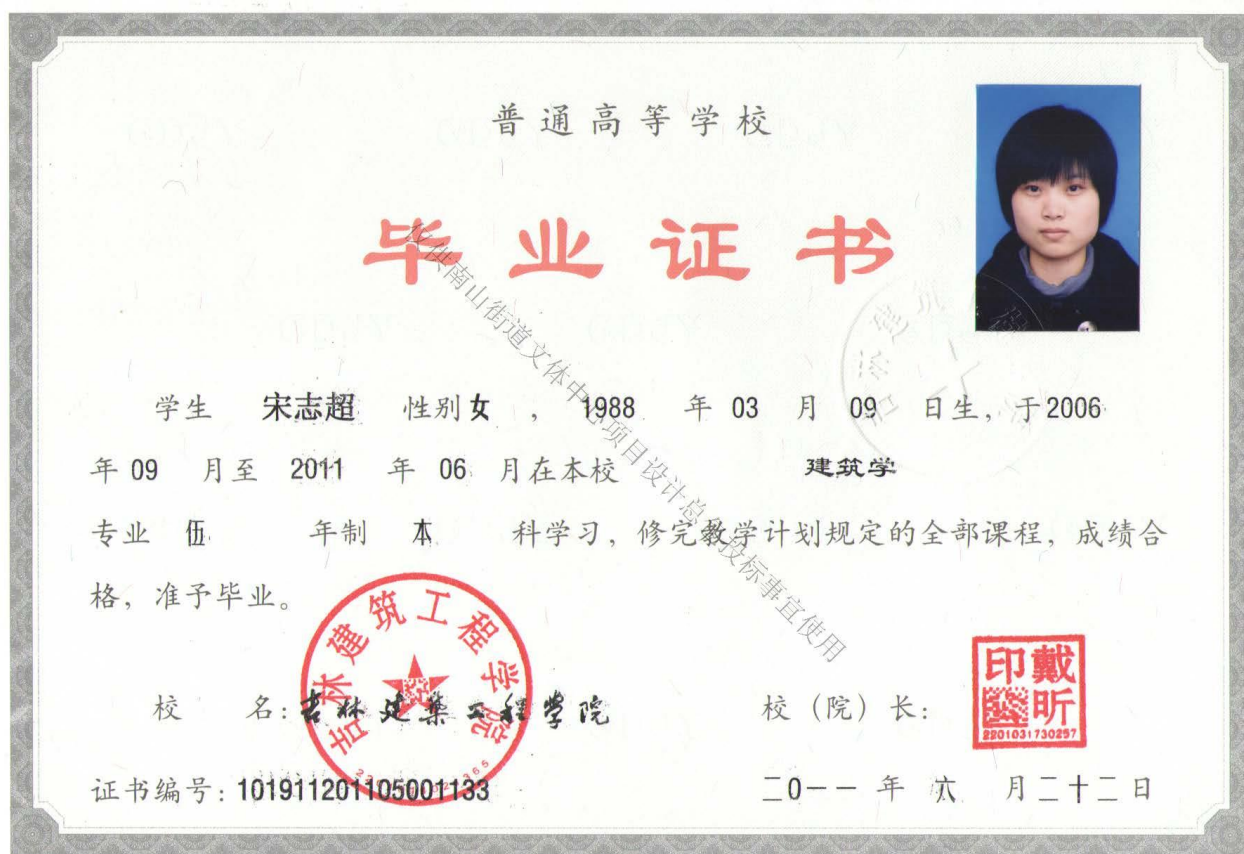 普通高等学校
毕业证书
学生 宋志超 性别 女 , 1988 年 03 月 09 日生, 于 2006
年 09 月至 2011 年 06 月在本校 建筑学
专业 伍 年制 本 科学习, 修完教学计划规定的全部课程, 成绩合
格, 准予毕业。
校 名: 吉林建筑工程学院
校 (院) 长:
证书编号: 101911201105001133
二0一一 年 六 月 二十二 日
吉林建筑工程学院
戴昕印
2201031730257
仅供南山街道文体中心项目设计总包投标事宜使用